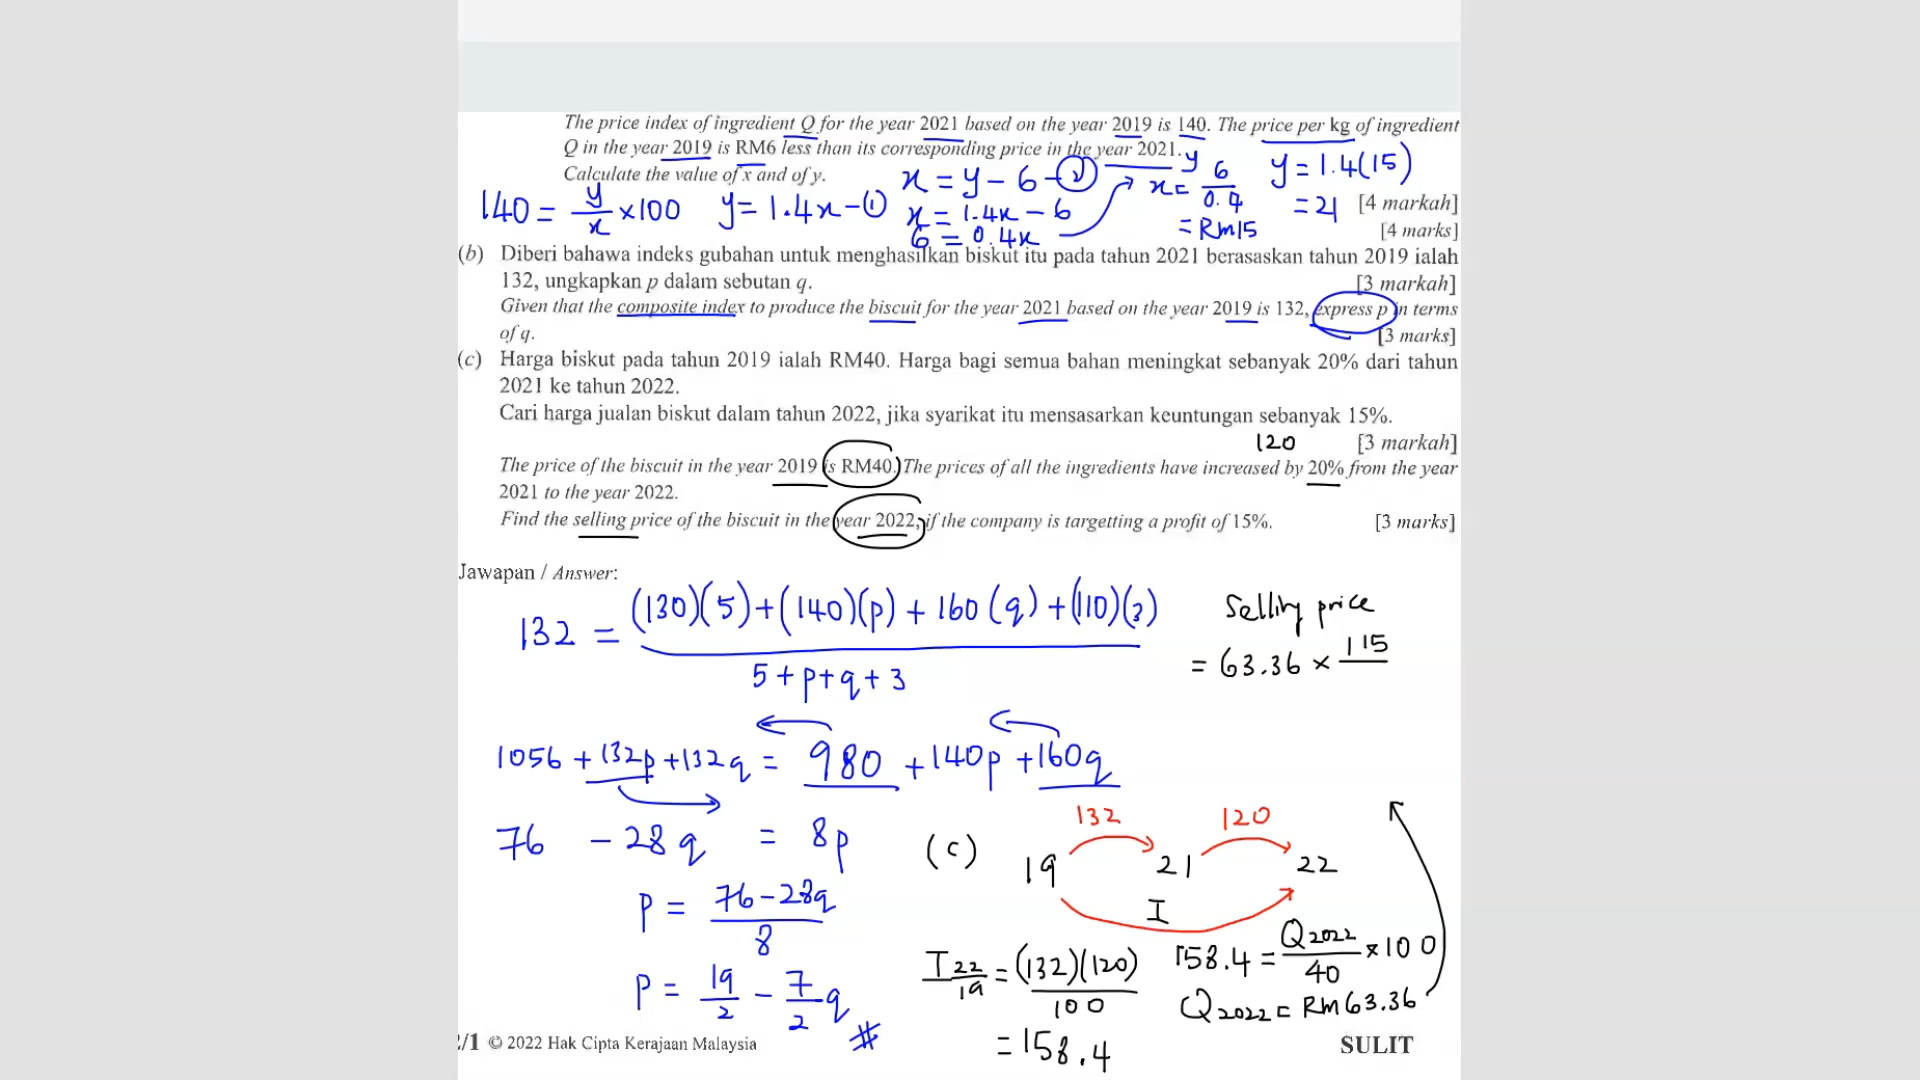 The price index of ingredient Q for the year 2021 based on the year 2019 is 140. The price per kg of ingredient
Q in the year 2019 is RM6 less than its corresponding price in the year 2021.
Calculate the value of x and of y.
y
x = y - 6 - ②
x = 6/0.4
y = 1.4(15)
140 = y/x × 100
y = 1.4x - ①
x = 1.4x - 6
= RM15
= 21
[4 markah]
6 = 0.4x
[4 marks]
(b) Diberi bahawa indeks gubahan untuk menghasilkan biskut itu pada tahun 2021 berasaskan tahun 2019 ialah
132, ungkapkan p dalam sebutan q.
[3 markah]
Given that the composite index to produce the biscuit for the year 2021 based on the year 2019 is 132, express p in terms
of q.
[3 marks]
(c) Harga biskut pada tahun 2019 ialah RM40. Harga bagi semua bahan meningkat sebanyak 20% dari tahun
2021 ke tahun 2022.
Cari harga jualan biskut dalam tahun 2022, jika syarikat itu mensasarkan keuntungan sebanyak 15%.
120
[3 markah]
The price of the biscuit in the year 2019 is RM40. The prices of all the ingredients have increased by 20% from the year
2021 to the year 2022.
Find the selling price of the biscuit in the year 2022, if the company is targetting a profit of 15%.
[3 marks]
Jawapan / Answer:
132 = (130)(5)+(140)(p) + 160(q) + (110)(3)
5 + p + q + 3
Selling price
= 63.36 × 115
1056 + 132p + 132q = 980 + 140p + 160q
76 - 28q = 8p
p = 76 - 28q
8
p = 19/2 - 7/2 q #
(c)
132
120
19
21
22
I
I 22/19 = (132)(120)
100
= 158.4
158.4 = Q2022/40 × 100
Q2022 = RM63.36
2/1 © 2022 Hak Cipta Kerajaan Malaysia
SULIT